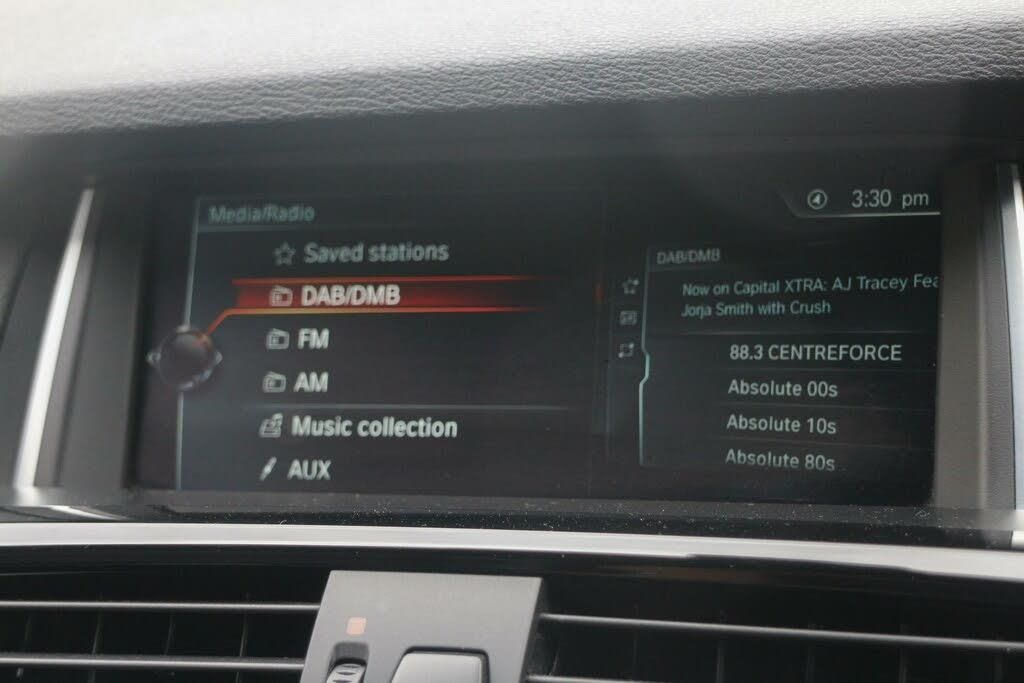 3:30 pm
Media/Radio
Saved stations
DAB/DMB
FM
AM
Music collection
AUX
DAB/DMB
Now on Capital XTRA: AJ Tracey Fea
Jorja Smith with Crush
88.3 CENTREFORCE
Absolute 00s
Absolute 10s
Absolute 80s